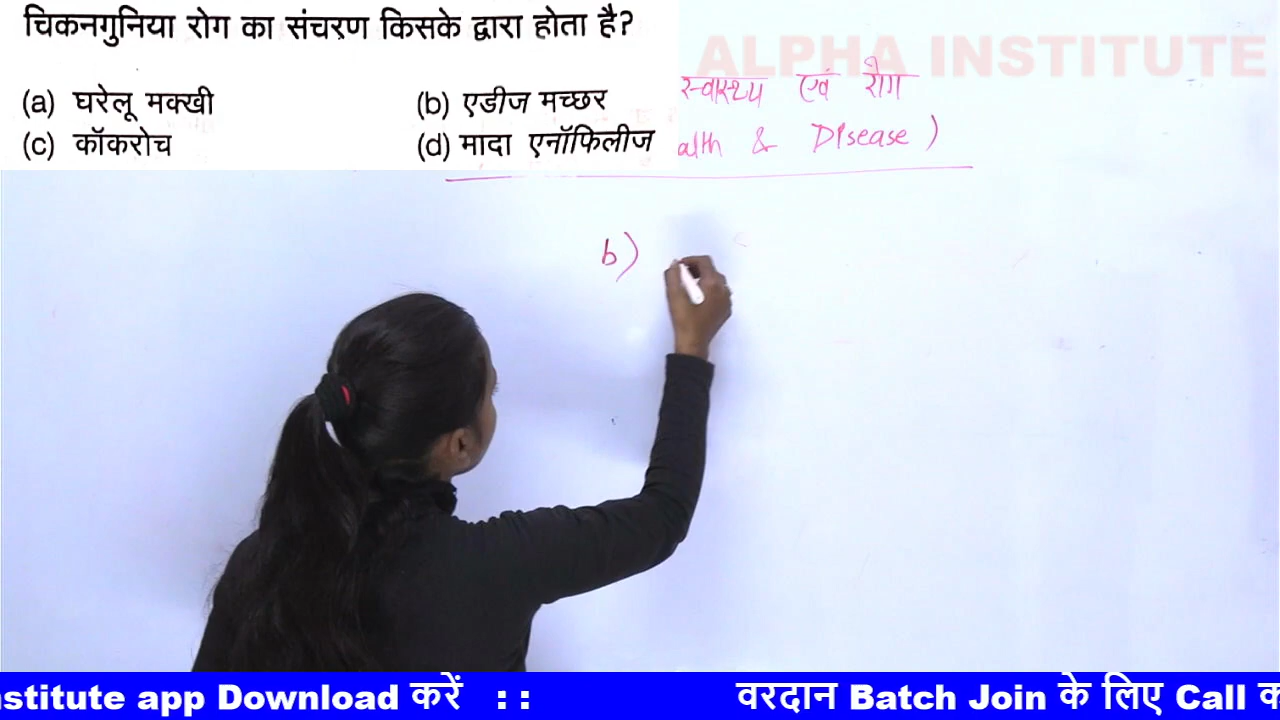 चिकनगुनिया रोग का संचरण किसके द्वारा होता है?
ALPHA INSTITUTE
(a) घरेलू मक्खी (b) एडीज मच्छर
(c) कॉकरोच (d) मादा एनॉफिलीज
स्वास्थ्य एवं रोग
alth & Disease )
b)
nstitute app Download करें : : वरदान Batch Join के लिए Call क